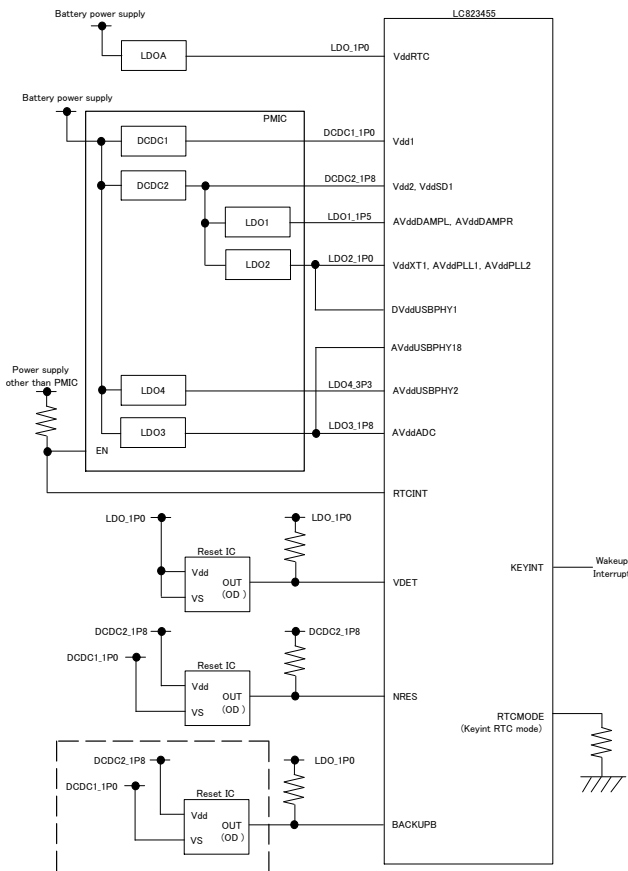 LC823455
Battery power supply
LDOA
LDO_1P0
VddRTC
Battery power supply
PMIC
DCDC1
DCDC1_1P0
Vdd1
DCDC2
DCDC2_1P8
Vdd2, VddSD1
LDO1
LDO1_1P5
AVddDAMPL, AVddDAMPR
LDO2
LDO2_1P0
VddXT1, AVddPLL1, AVddPLL2
DVddUSBPHY1
AVddUSBPHY18
Power supply
other than PMIC
LDO4
LDO4_3P3
AVddUSBPHY2
LDO3
LDO3_1P8
AVddADC
EN
RTCINT
LDO_1P0
LDO_1P0
Reset IC
Vdd
VS
OUT
(OD)
VDET
KEYINT
Wakeup
Interrupt
DCDC2_1P8
DCDC2_1P8
DCDC1_1P0
Reset IC
Vdd
VS
OUT
(OD)
NRES
RTCMODE
(Keyint RTC mode)
DCDC2_1P8
LDO_1P0
DCDC1_1P0
Reset IC
Vdd
VS
OUT
(OD)
BACKUPB